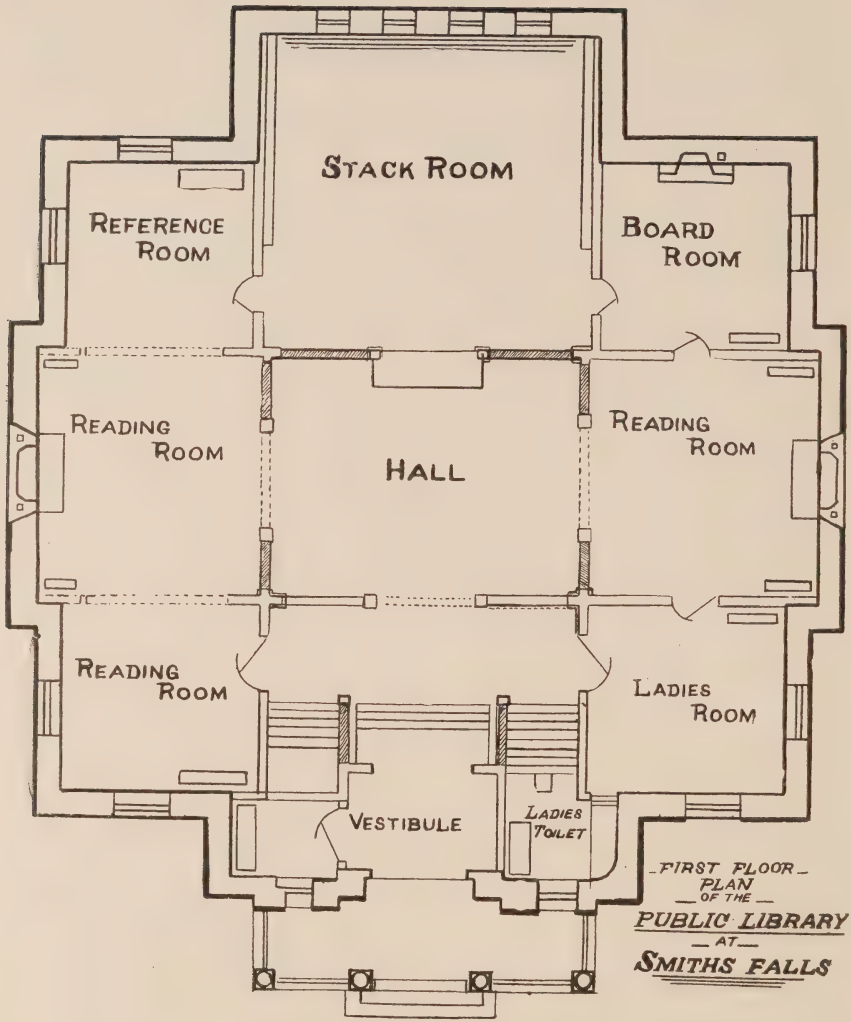 STACK ROOM
REFERENCE
ROOM
BOARD
ROOM
READING
ROOM
HALL
READING
ROOM
READING
ROOM
LADIES
ROOM
VESTIBULE
LADIES
TOILET
FIRST FLOOR
PLAN
OF THE
PUBLIC LIBRARY
AT
SMITHS FALLS